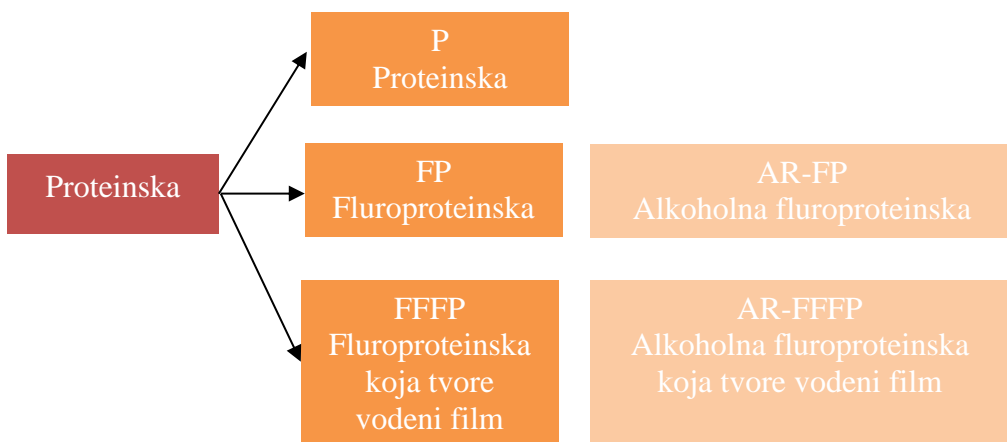 P
Proteinska
Proteinska
FP
Fluroproteinska
AR-FP
Alkoholna fluroproteinska
FFFP
Fluroproteinska
koja tvore
vodeni film
AR-FFFP
Alkoholna fluroproteinska
koja tvore vodeni film